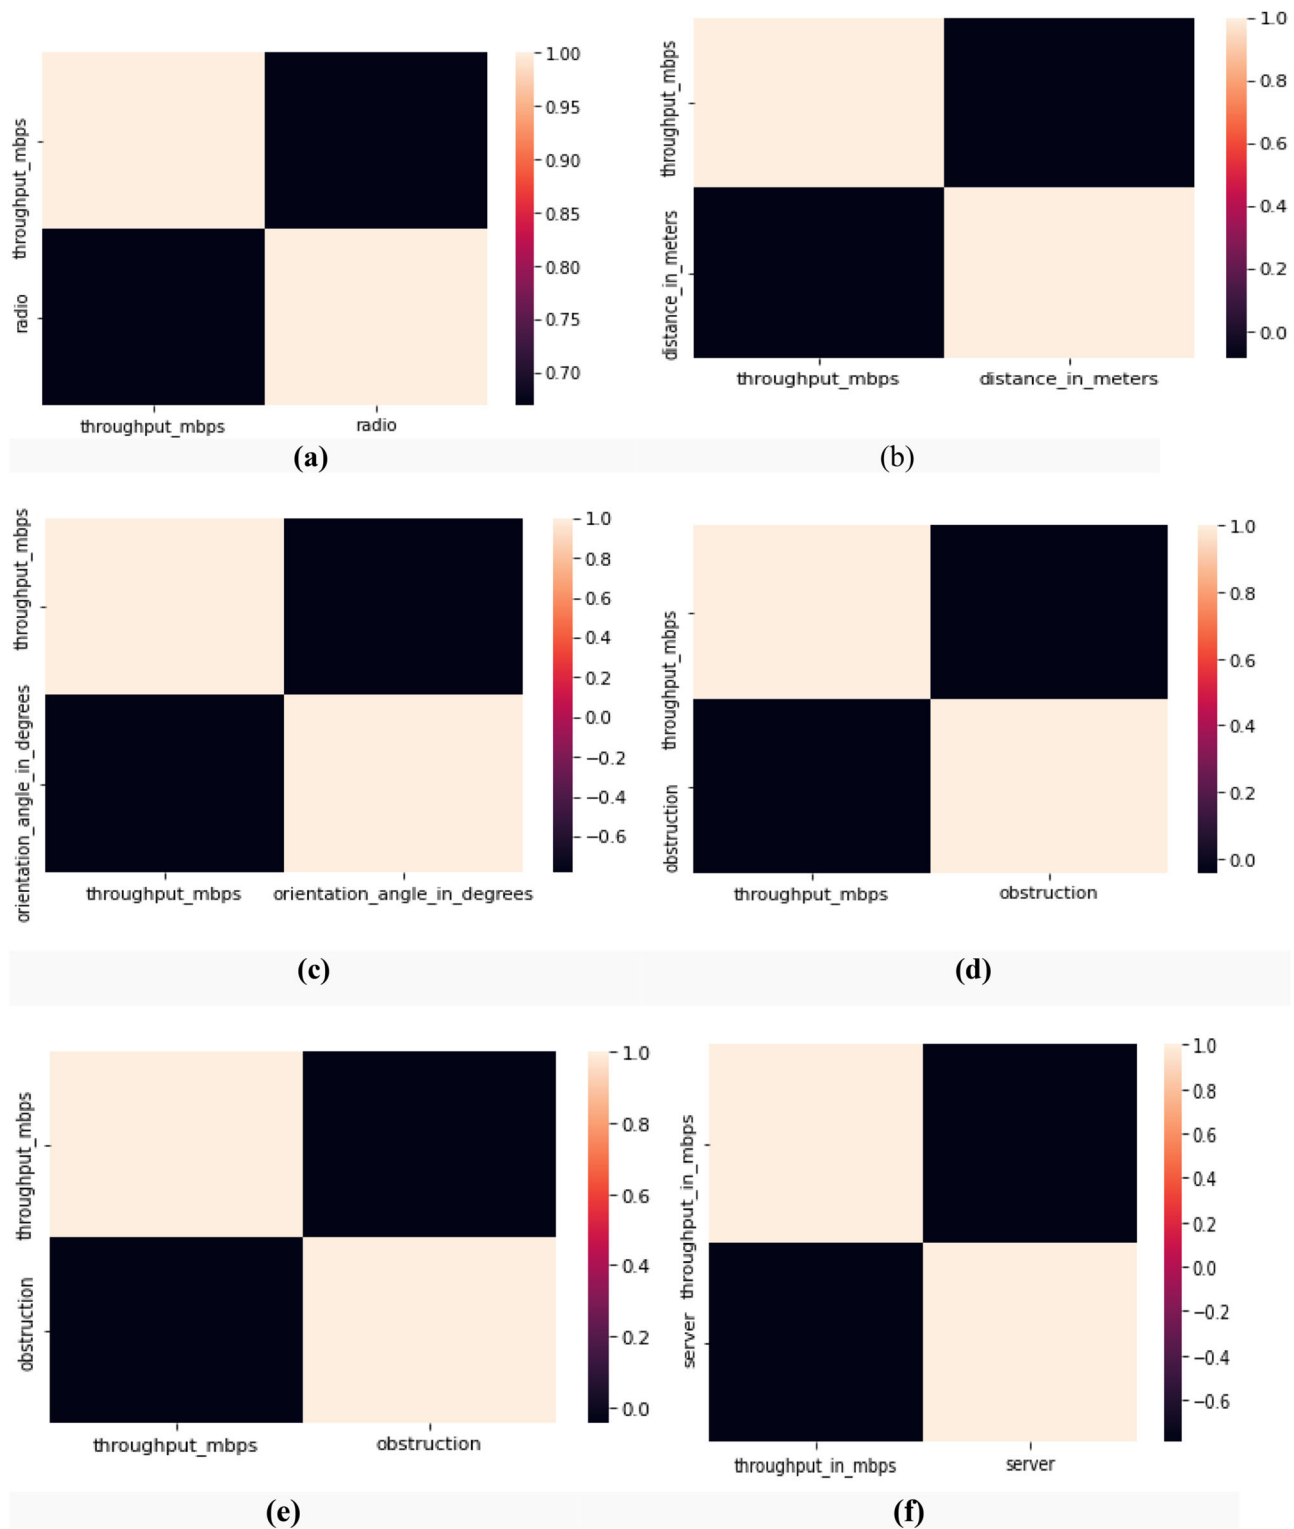 throughput_mbps
radio
1.00
0.95
0.90
0.85
0.80
0.75
0.70
throughput_mbps radio
(a)
throughput_mbps
distance_in_meters
1.0
0.8
0.6
0.4
0.2
0.0
throughput_mbps distance_in_meters
(b)
throughput_mbps
orientation_angle_in_degrees
1.0
0.8
0.6
0.4
0.2
0.0
−0.2
−0.4
−0.6
throughput_mbps orientation_angle_in_degrees
(c)
throughput_mbps
obstruction
1.0
0.8
0.6
0.4
0.2
0.0
throughput_mbps obstruction
(d)
throughput_mbps
obstruction
1.0
0.8
0.6
0.4
0.2
0.0
throughput_mbps obstruction
(e)
throughput_in_mbps
server
1.0
0.8
0.6
0.4
0.2
0.0
−0.2
−0.4
−0.6
throughput_in_mbps server
(f)